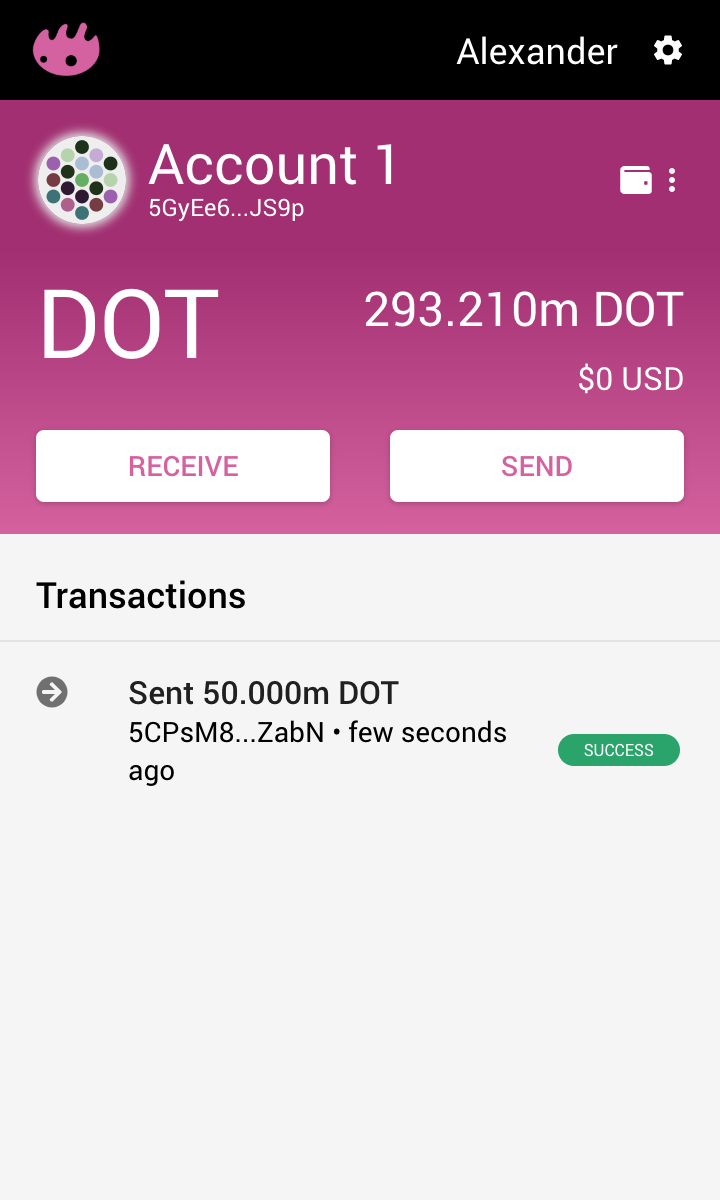 Alexander
Account 1
5GyEe6...JS9p
DOT
293.210m DOT
$0 USD
RECEIVE
SEND
Transactions
Sent 50.000m DOT
5CPsM8...ZabN • few seconds
ago
SUCCESS